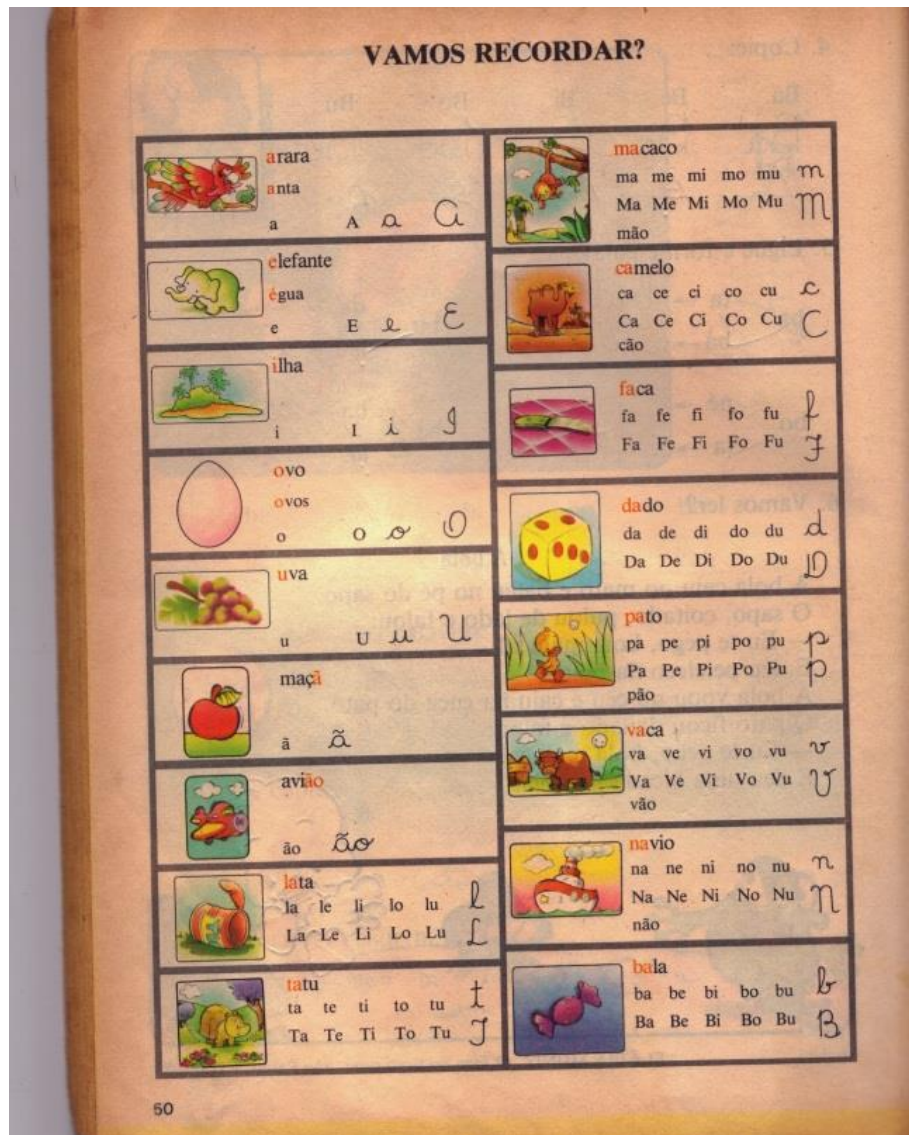 VAMOS RECORDAR?
arara
anta
a A a A
elefante
égua
e E e E
ilha
i I i I
ovo
ovos
o O o O
uva
u U u U
maçã
ã ã
avião
ão ão
lata
la le li lo lu l
La Le Li Lo Lu L
tatu
ta te ti to tu t
Ta Te Ti To Tu T
macaco
ma me mi mo mu m
Ma Me Mi Mo Mu M
mão
camelo
ca ce ci co cu c
Ca Ce Ci Co Cu C
cão
faca
fa fe fi fo fu f
Fa Fe Fi Fo Fu F
dado
da de di do du d
Da De Di Do Du D
pato
pa pe pi po pu p
Pa Pe Pi Po Pu P
pão
vaca
va ve vi vo vu v
Va Ve Vi Vo Vu V
vão
navio
na ne ni no nu n
Na Ne Ni No Nu N
não
bala
ba be bi bo bu b
Ba Be Bi Bo Bu B
50